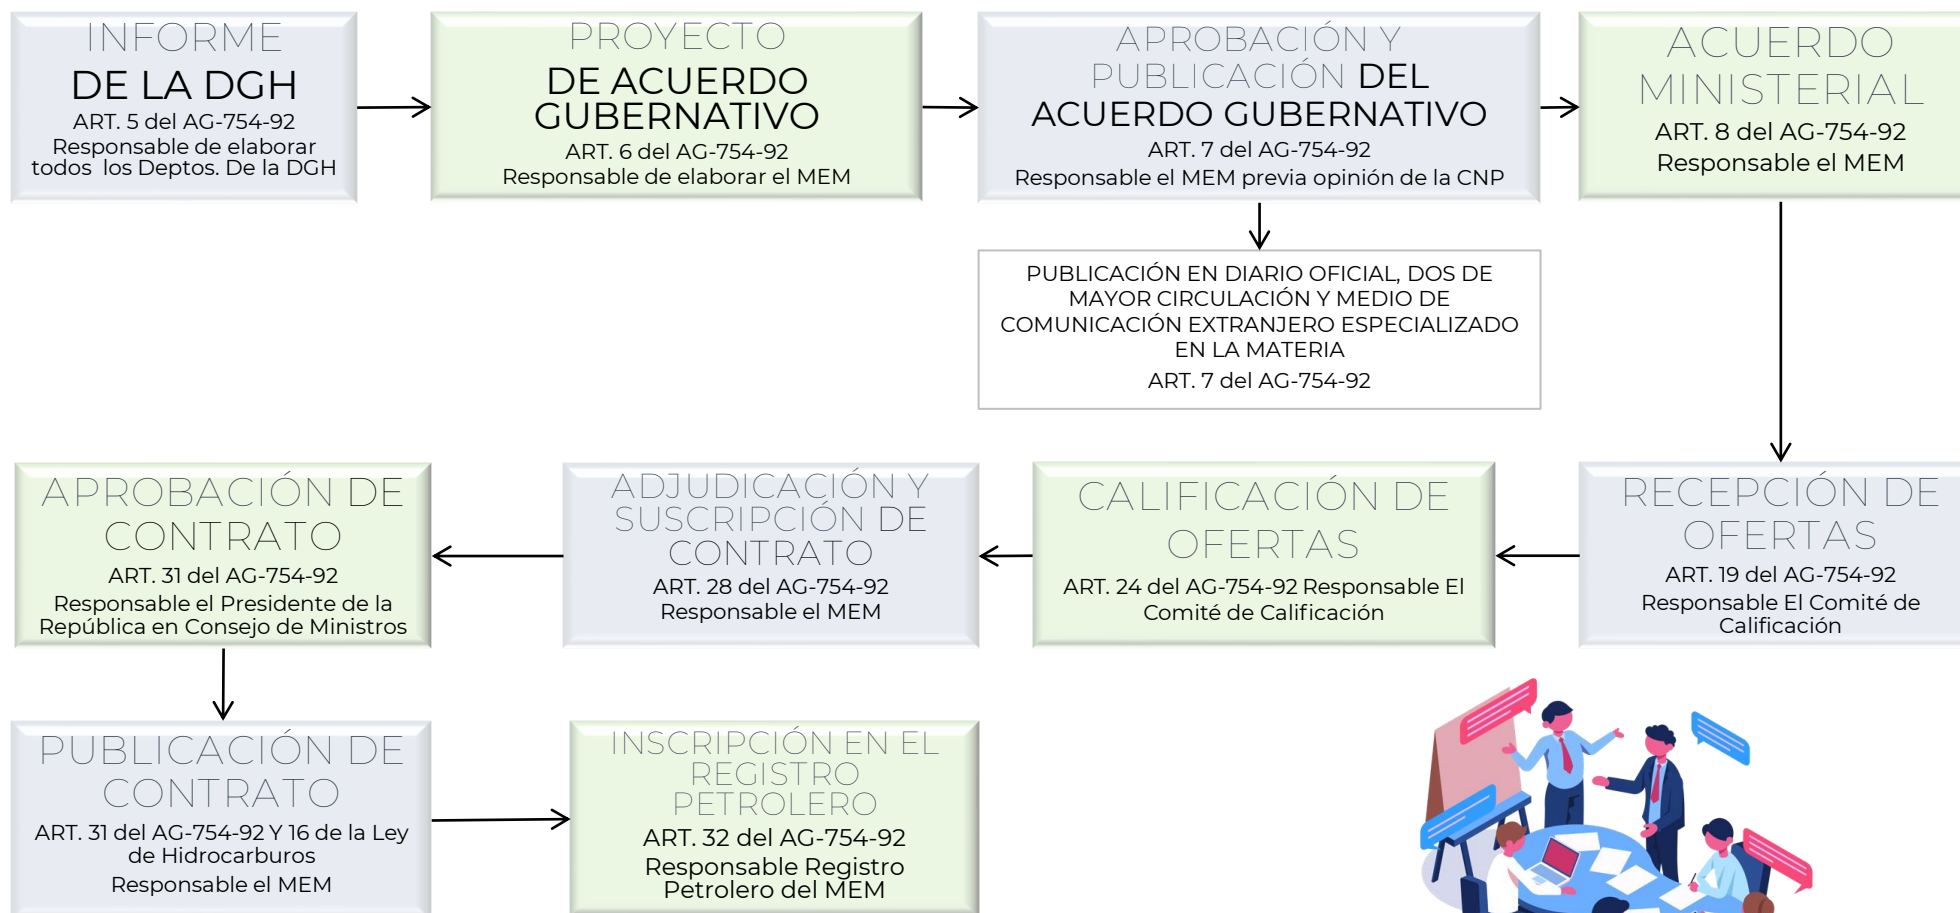 INFORME
DE LA DGH
ART. 5 del AG-754-92
Responsable de elaborar
todos los Deptos. De la DGH
PROYECTO
DE ACUERDO
GUBERNATIVO
ART. 6 del AG-754-92
Responsable de elaborar el MEM
APROBACIÓN Y
PUBLICACIÓN DEL
ACUERDO GUBERNATIVO
ART. 7 del AG-754-92
Responsable el MEM previa opinión de la CNP
ACUERDO
MINISTERIAL
ART. 8 del AG-754-92
Responsable el MEM
PUBLICACIÓN EN DIARIO OFICIAL, DOS DE
MAYOR CIRCULACIÓN Y MEDIO DE
COMUNICACIÓN EXTRANJERO ESPECIALIZADO
EN LA MATERIA
ART. 7 del AG-754-92
RECEPCIÓN DE
OFERTAS
ART. 19 del AG-754-92
Responsable El Comité de
Calificación
CALIFICACIÓN DE
OFERTAS
ART. 24 del AG-754-92 Responsable El
Comité de Calificación
ADJUDICACIÓN Y
SUSCRIPCIÓN DE
CONTRATO
ART. 28 del AG-754-92
Responsable el MEM
APROBACIÓN DE
CONTRATO
ART. 31 del AG-754-92
Responsable el Presidente de la
República en Consejo de Ministros
PUBLICACIÓN DE
CONTRATO
ART. 31 del AG-754-92 Y 16 de la Ley
de Hidrocarburos
Responsable el MEM
INSCRIPCIÓN EN EL
REGISTRO
PETROLERO
ART. 32 del AG-754-92
Responsable Registro
Petrolero del MEM